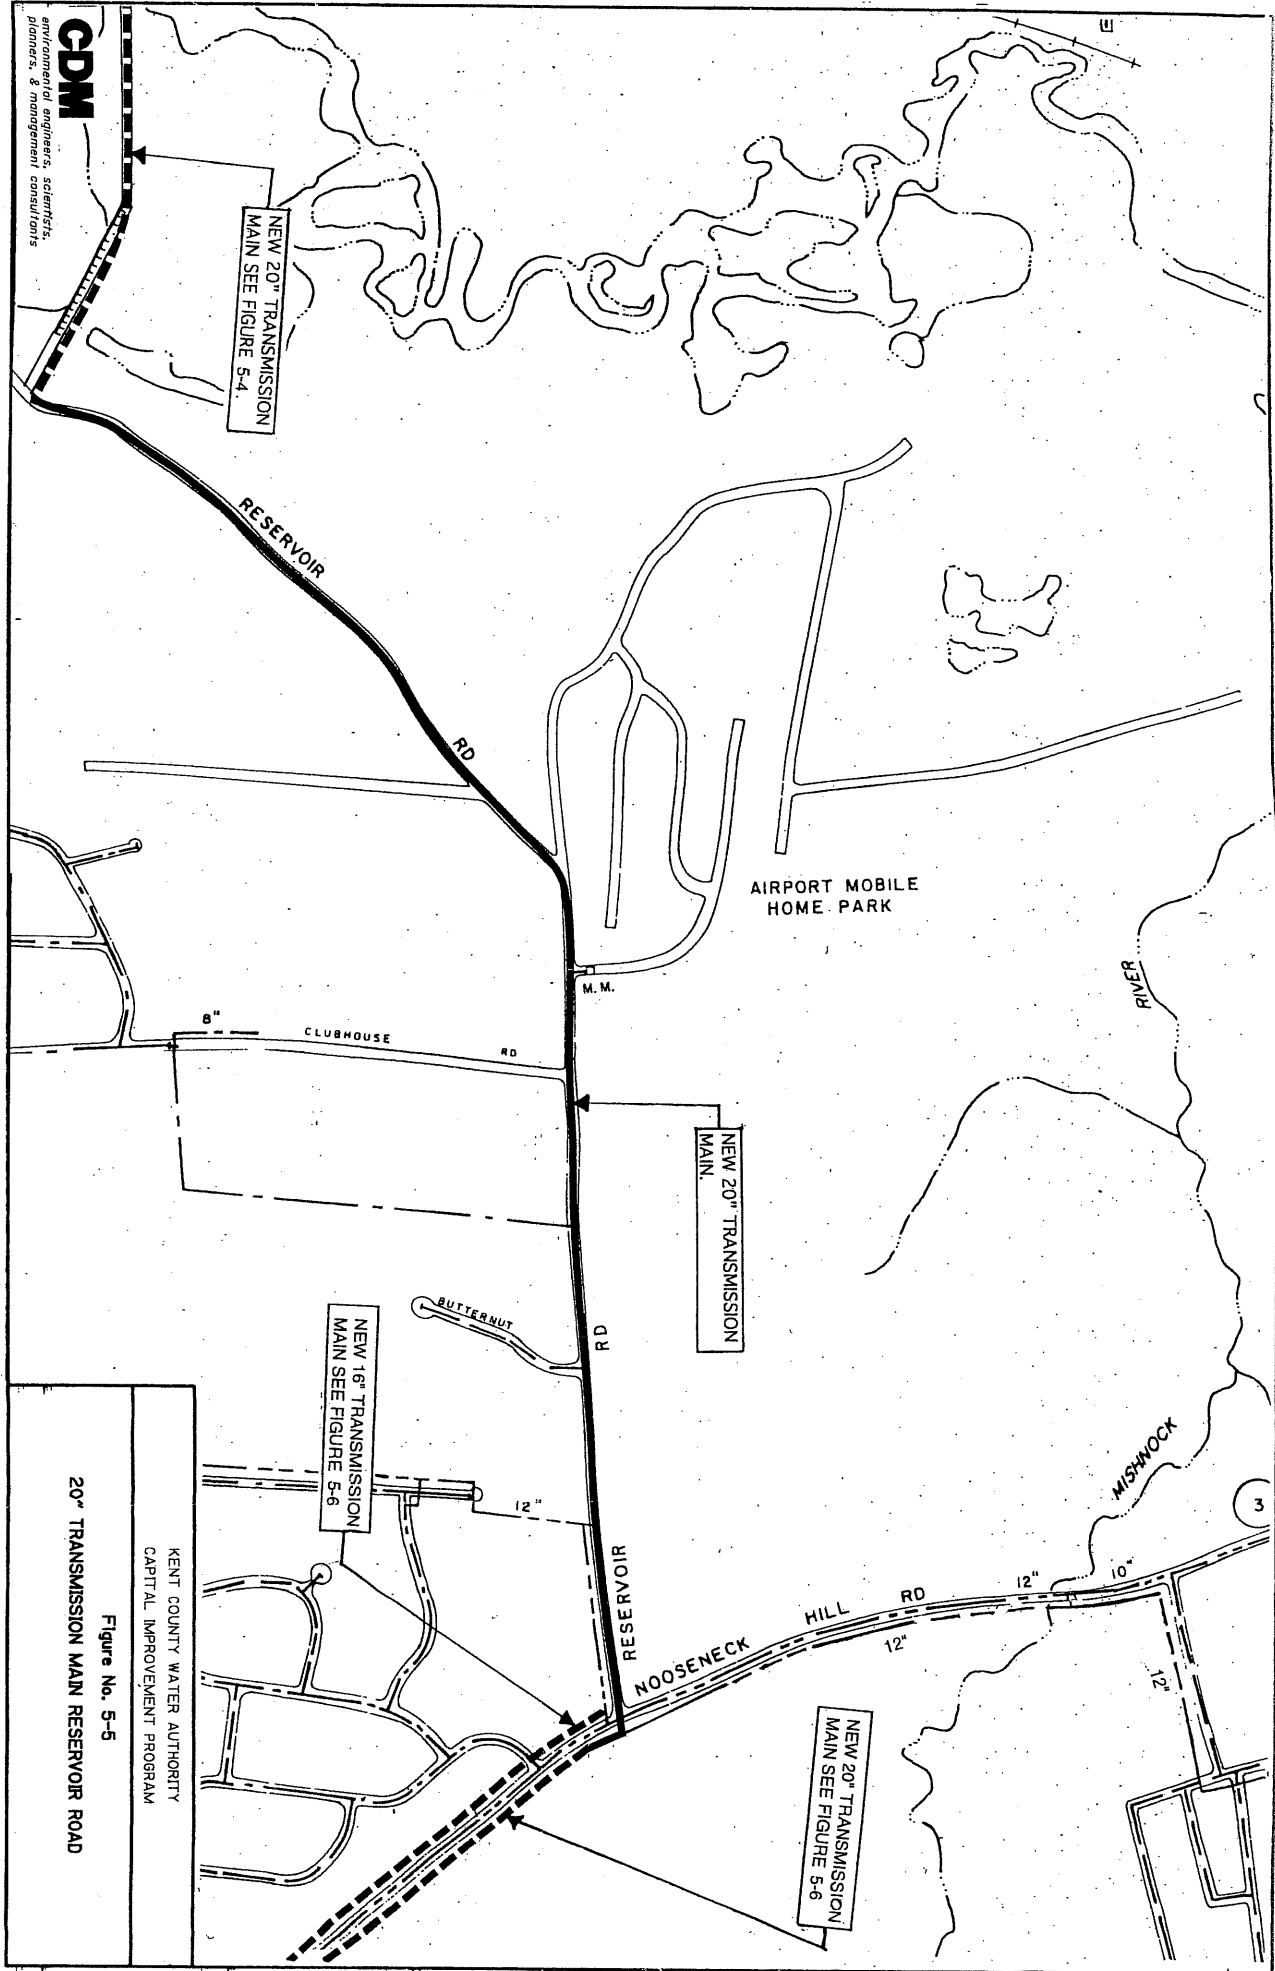 CDM
environmental engineers, scientists,
planners, & management consultants
NEW 20" TRANSMISSION
MAIN SEE FIGURE 5-4.
RESERVOIR
RD
AIRPORT MOBILE
HOME PARK
M.M.
8"
CLUBHOUSE
RD
RIVER
NEW 20" TRANSMISSION
MAIN.
BUTTERNUT
RD
NEW 16" TRANSMISSION
MAIN SEE FIGURE 5-6
12"
RESERVOIR
MISHNOCK
3
NOOSENECK
HILL
RD
12"
10"
12"
12"
NEW 20" TRANSMISSION
MAIN SEE FIGURE 5-6
KENT COUNTY WATER AUTHORITY
CAPITAL IMPROVEMENT PROGRAM
Figure No. 5-5
20" TRANSMISSION MAIN RESERVOIR ROAD